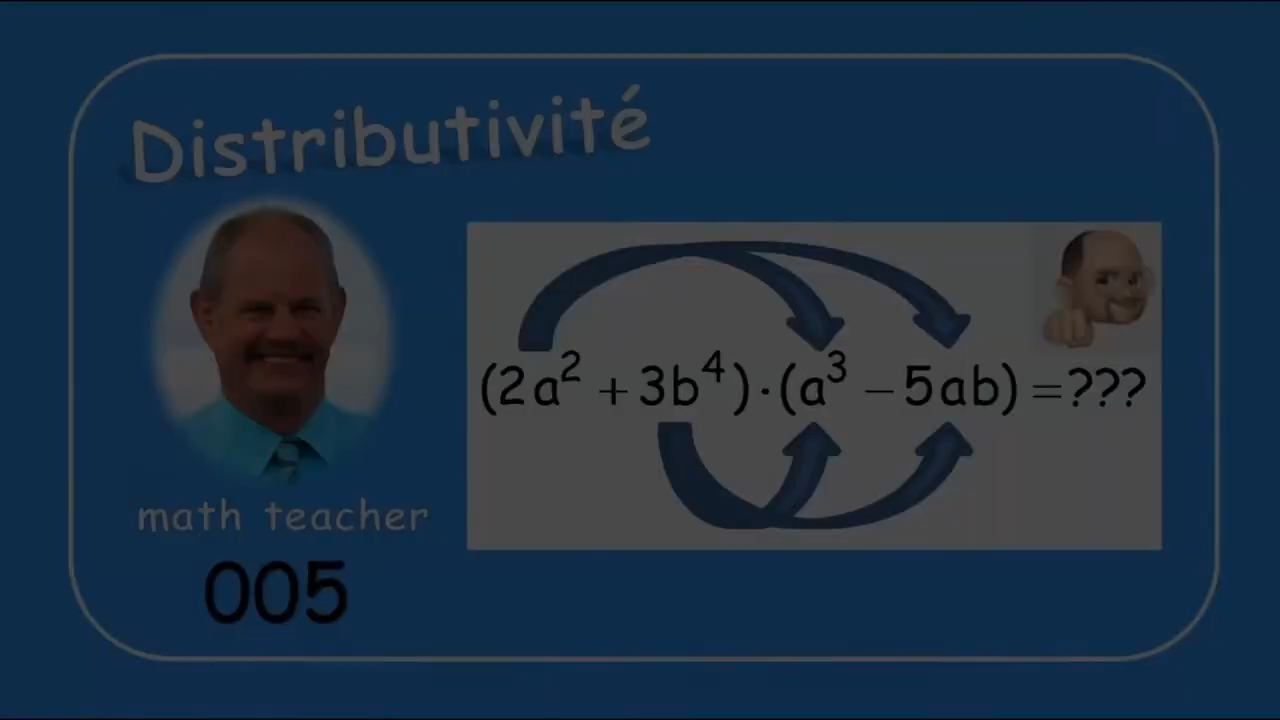 Distributivité
(2a² + 3b⁴)·(a³ – 5ab) =???
math teacher
005